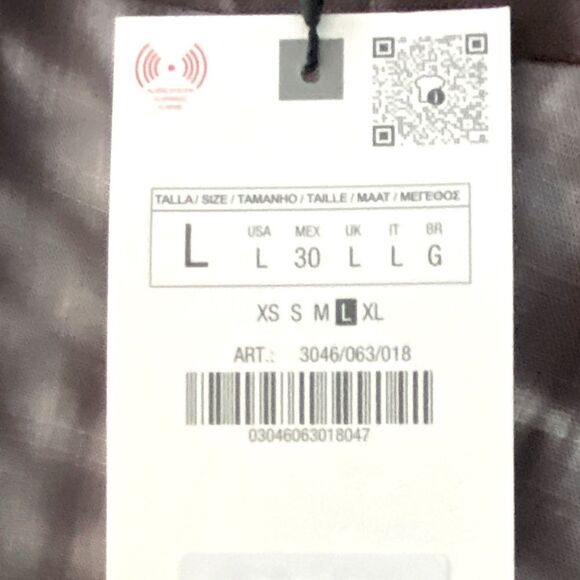 TALLA / SIZE / TAMANHO / TAILLE / MAAT / ΜΕΓΕΘΟΣ
USA MEX UK IT BR
L L 30 L L G
XS S M L XL
ART.: 3046/063/018
03046063018047